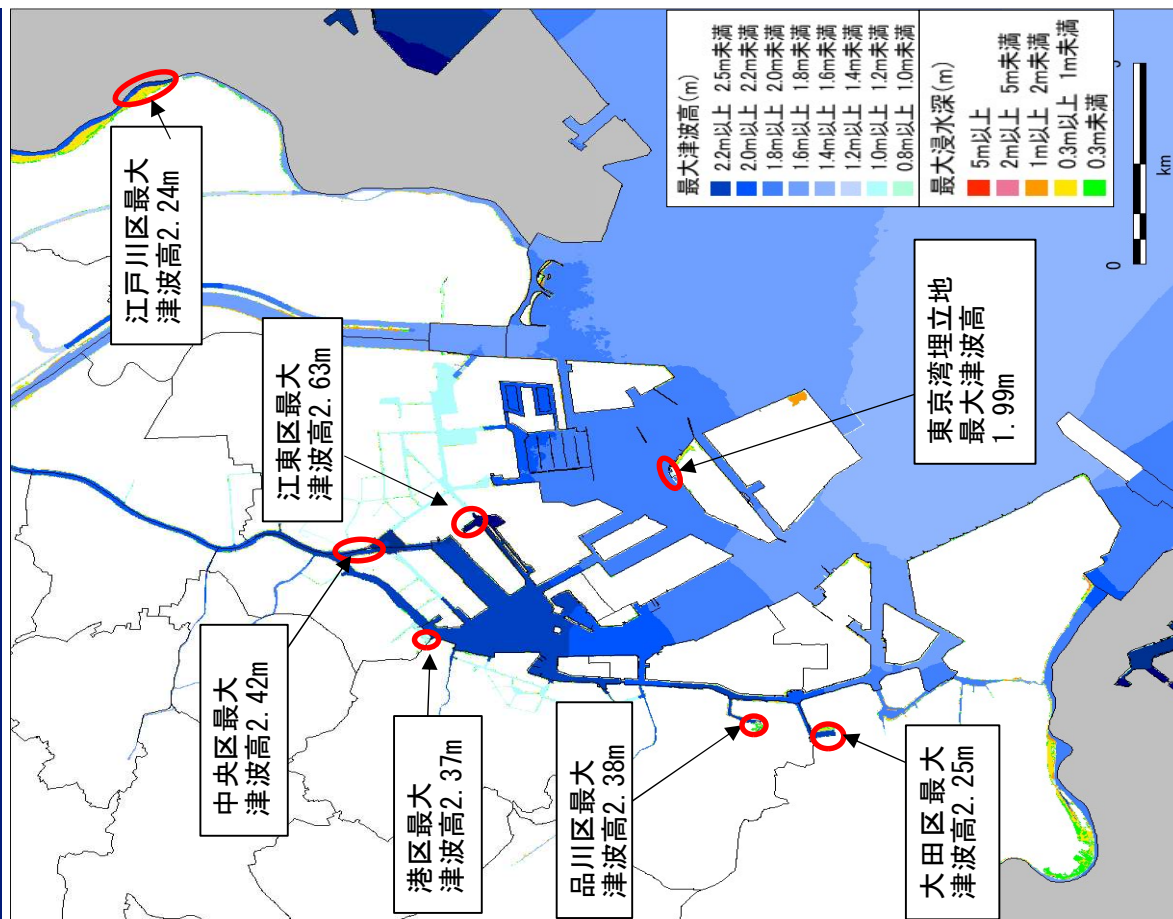 江戸川区最大
津波高2.24m
江東区最大
津波高2.63m
中央区最大
津波高2.42m
港区最大
津波高2.37m
品川区最大
津波高2.38m
大田区最大
津波高2.25m
東京湾埋立地
最大津波高
1.99m
最大津波高(m)
2.2m以上 2.5m未満
2.0m以上 2.2m未満
1.8m以上 2.0m未満
1.6m以上 1.8m未満
1.4m以上 1.6m未満
1.2m以上 1.4m未満
1.0m以上 1.2m未満
0.8m以上 1.0m未満
最大浸水深(m)
5m以上
2m以上 5m未満
1m以上 2m未満
0.3m以上 1m未満
0.3m未満
0
km